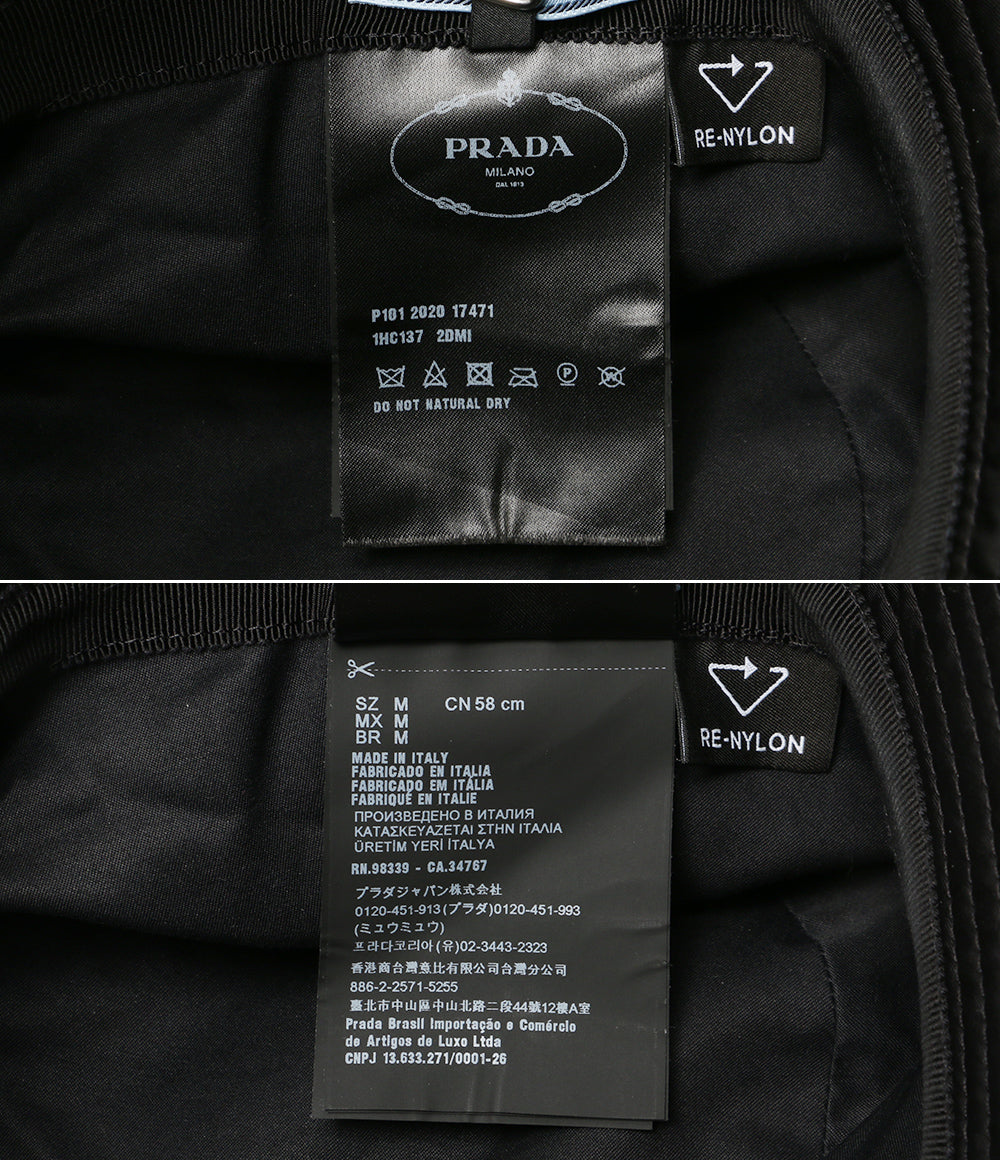 PRADA
MILANO
DAL 1913
RE-NYLON
P101 2020 17471
1HC137 2DMI
P
W
DO NOT NATURAL DRY
SZ M CN 58 cm
MX M
BR M
MADE IN ITALY
FABRICADO EN ITALIA
FABRICADO EM ITÁLIA
FABRIQUÉ EN ITALIE
ПРОИЗВЕДЕНО В ИТАЛИЯ
ΚΑΤΑΣΚΕΥΑΖΕΤΑΙ ΣΤΗΝ ΙΤΑΛΙΑ
ÜRETİM YERİ İTALYA
RN.98339 - CA.34767
プラダジャパン株式会社
0120-451-913(プラダ)0120-451-993
(ミュウミュウ)
프라다코리아(유)02-3443-2323
香港商台灣意比有限公司台灣分公司
886-2-2571-5255
臺北市中山區中山北路二段44號12樓A室
Prada Brasil Importação e Comércio
de Artigos de Luxo Ltda
CNPJ 13.633.271/0001-26
RE-NYLON